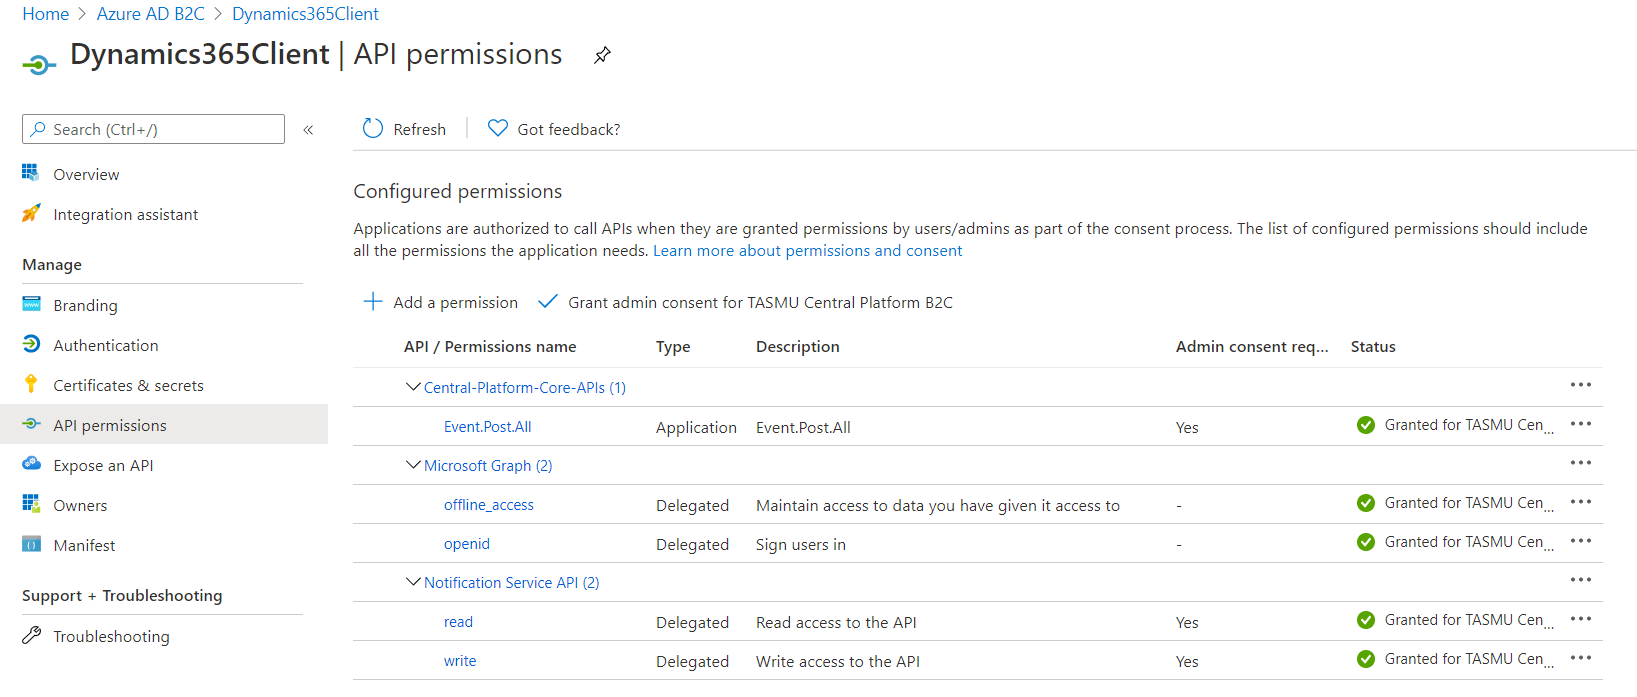 Home > Azure AD B2C > Dynamics365Client
Dynamics365Client | API permissions
Search (Ctrl+/)
«
Refresh
Got feedback?
Overview
Integration assistant
Manage
Branding
Authentication
Certificates & secrets
API permissions
Expose an API
Owners
Manifest
Support + Troubleshooting
Troubleshooting
Configured permissions
Applications are authorized to call APIs when they are granted permissions by users/admins as part of the consent process. The list of configured permissions should include
all the permissions the application needs. Learn more about permissions and consent
Add a permission
Grant admin consent for TASMU Central Platform B2C
API / Permissions name Type Description Admin consent req... Status
Central-Platform-Core-APIs (1)
Event.Post.All Application Event.Post.All Yes Granted for TASMU Cen...
Microsoft Graph (2)
offline_access Delegated Maintain access to data you have given it access to - Granted for TASMU Cen...
openid Delegated Sign users in - Granted for TASMU Cen...
Notification Service API (2)
read Delegated Read access to the API Yes Granted for TASMU Cen...
write Delegated Write access to the API Yes Granted for TASMU Cen...